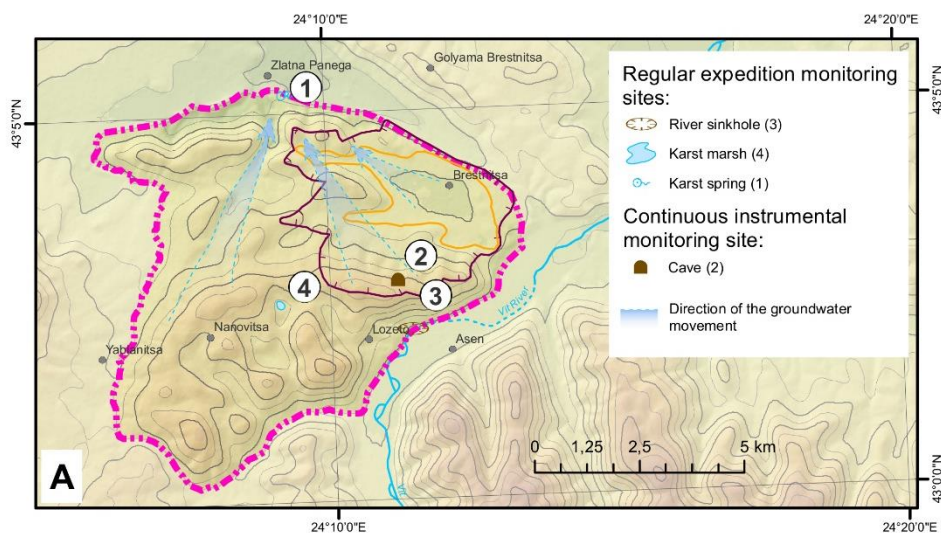 24°10'0"E
24°20'0"E
43°5'0"N
43°5'0"N
Zlatna Panega
Golyama Brestnitsa
1
Brestnitsa
2
4
3
Vit River
Nanovitsa
Lozeto
Asen
Yablanitsa
Vit
A
0
1,25
2,5
5 km
43°0'0"N
24°10'0"E
24°20'0"E
Regular expedition monitoring
sites:
River sinkhole (3)
Karst marsh (4)
Karst spring (1)
Continuous instrumental
monitoring site:
Cave (2)
Direction of the groundwater
movement